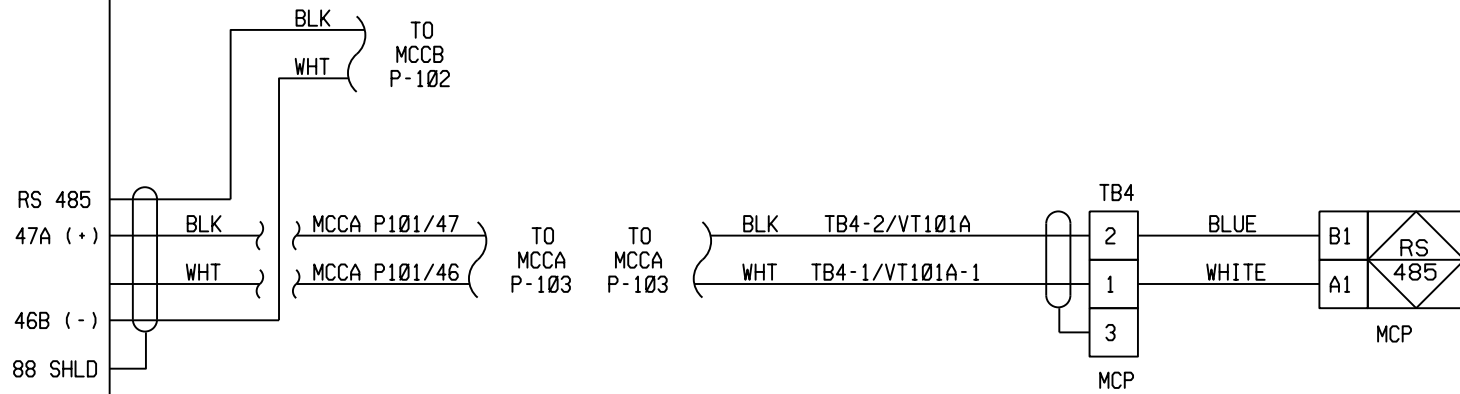 BLK
WHT
TO
MCCB
P-102
RS 485
47A (+)
46B (-)
88 SHLD
BLK
WHT
MCCA P101/47
MCCA P101/46
TO
MCCA
P-103
TO
MCCA
P-103
BLK
WHT
TB4-2/VT101A
TB4-1/VT101A-1
TB4
2
1
3
MCP
BLUE
WHITE
B1
A1
RS
485
MCP